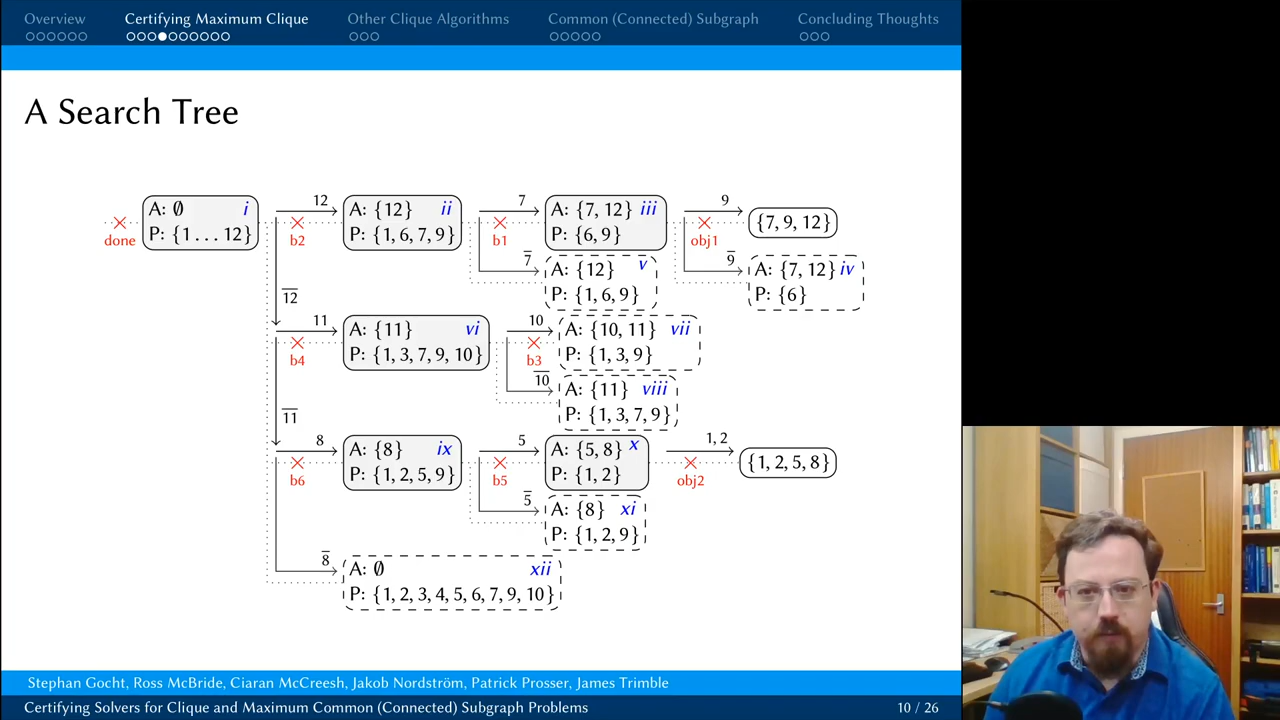 Overview Certifying Maximum Clique Other Clique Algorithms Common (Connected) Subgraph Concluding Thoughts
A Search Tree
done
A: ∅ i
P: {1 . . . 12}
12
b2
A: {12} ii
P: {1, 6, 7, 9}
7
b1
A: {7, 12} iii
P: {6, 9}
9
obj1
{7, 9, 12}
7̅
A: {12} v
P: {1, 6, 9}
9̅
A: {7, 12} iv
P: {6}
1̅2̅
11
b4
A: {11} vi
P: {1, 3, 7, 9, 10}
10
b3
A: {10, 11} vii
P: {1, 3, 9}
1̅0̅
A: {11} viii
P: {1, 3, 7, 9}
1̅1̅
8
b6
A: {8} ix
P: {1, 2, 5, 9}
5
b5
A: {5, 8} x
P: {1, 2}
1, 2
obj2
{1, 2, 5, 8}
5̅
A: {8} xi
P: {1, 2, 9}
8̅
A: ∅ xii
P: {1, 2, 3, 4, 5, 6, 7, 9, 10}
Stephan Gocht, Ross McBride, Ciaran McCreesh, Jakob Nordström, Patrick Prosser, James Trimble
Certifying Solvers for Clique and Maximum Common (Connected) Subgraph Problems 10 / 26